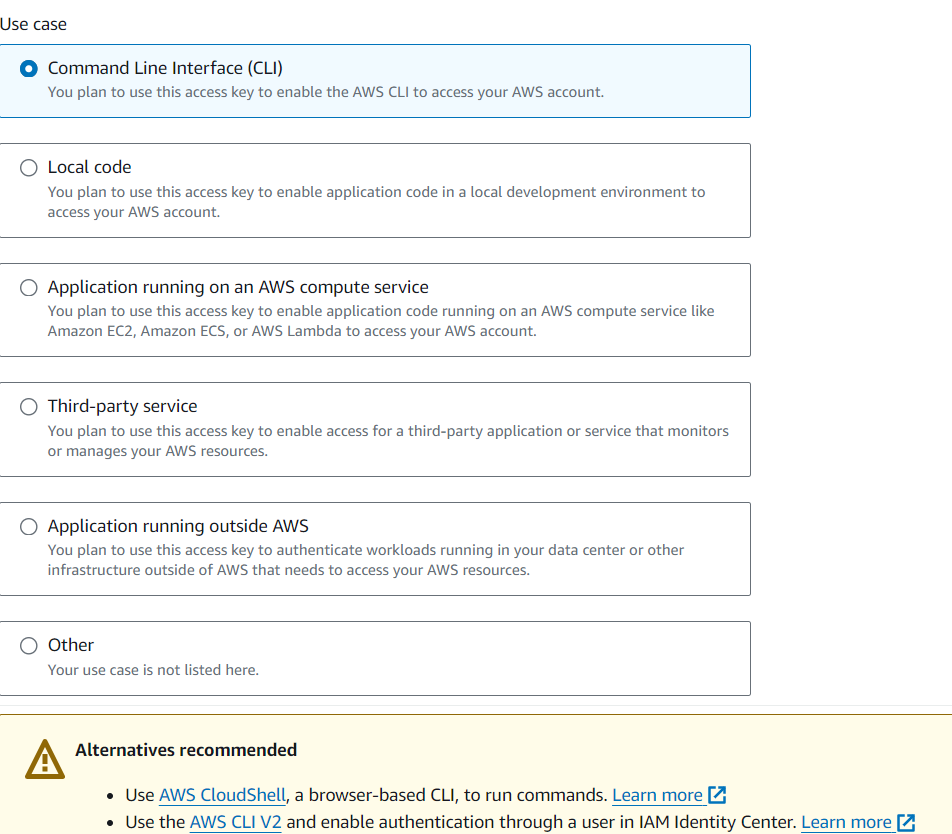 Use case
Command Line Interface (CLI)
You plan to use this access key to enable the AWS CLI to access your AWS account.
Local code
You plan to use this access key to enable application code in a local development environment to
access your AWS account.
Application running on an AWS compute service
You plan to use this access key to enable application code running on an AWS compute service like
Amazon EC2, Amazon ECS, or AWS Lambda to access your AWS account.
Third-party service
You plan to use this access key to enable access for a third-party application or service that monitors
or manages your AWS resources.
Application running outside AWS
You plan to use this access key to authenticate workloads running in your data center or other
infrastructure outside of AWS that needs to access your AWS resources.
Other
Your use case is not listed here.
Alternatives recommended
• Use AWS CloudShell, a browser-based CLI, to run commands. Learn more
• Use the AWS CLI V2 and enable authentication through a user in IAM Identity Center. Learn more